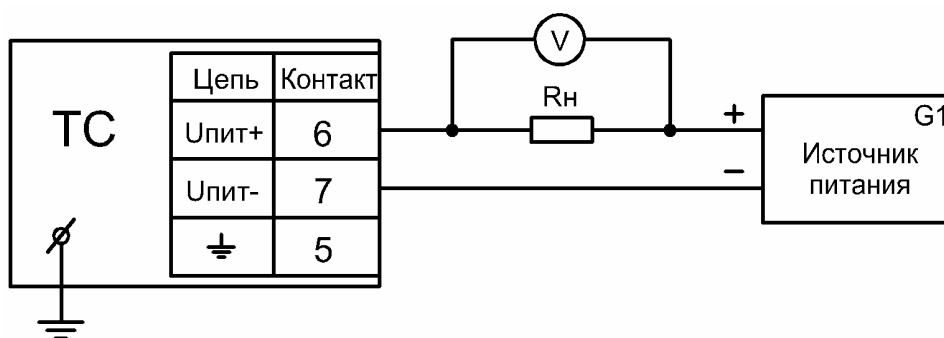 V
Цепь Контакт
ТС
Uпит+ 6
Rн
+
G1
Источник
питания
Uпит- 7
−
5